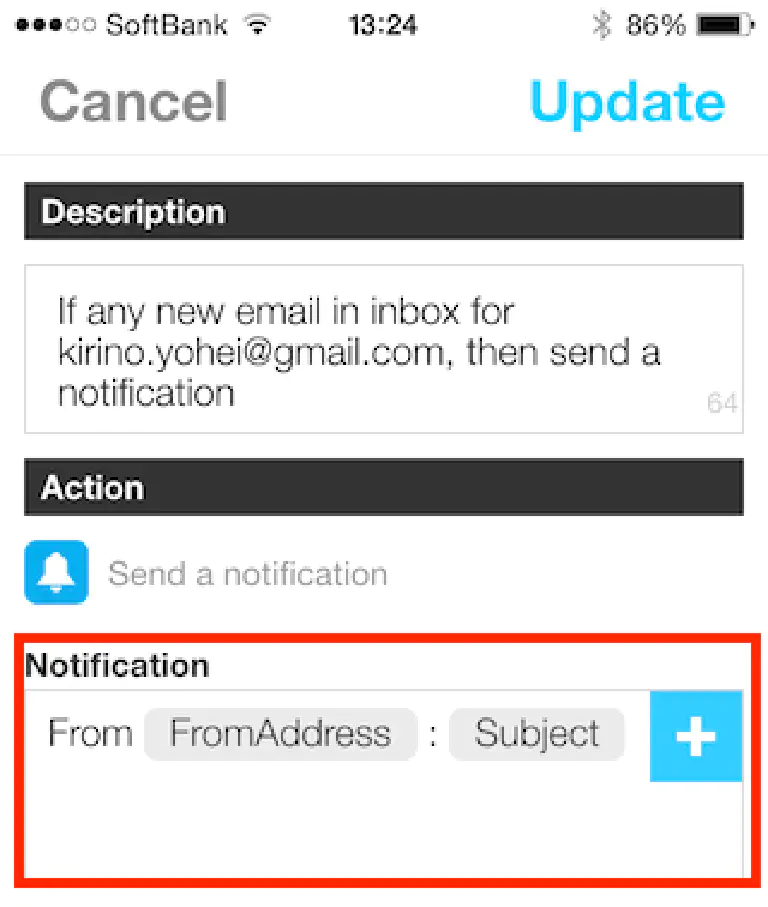 SoftBank 13:24 86%
Cancel Update
Description
If any new email in inbox for
kirino.yohei@gmail.com, then send a
notification
64
Action
Send a notification
Notification
From FromAddress : Subject +